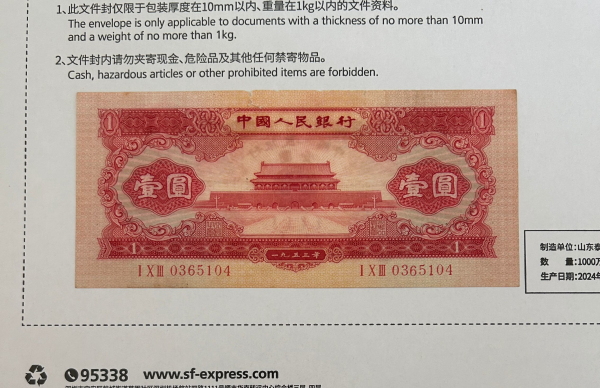 1、此文件封仅限于包装厚度在10mm以内、重量在1kg以内的文件资料。
The envelope is only applicable to documents with a thickness of no more than 10mm
and a weight of no more than 1kg.
2、文件封内请勿夹寄现金、危险品及其他任何禁寄物品。
Cash, hazardous articles or other prohibited items are forbidden.
1 中國人民銀行 1
壹圓 壹圓
1 一九五三年 1
I X III 0365104 I X III 0365104
制造单位:山东泰
数 量:1000万
生产日期:2024年
95338 www.sf-express.com